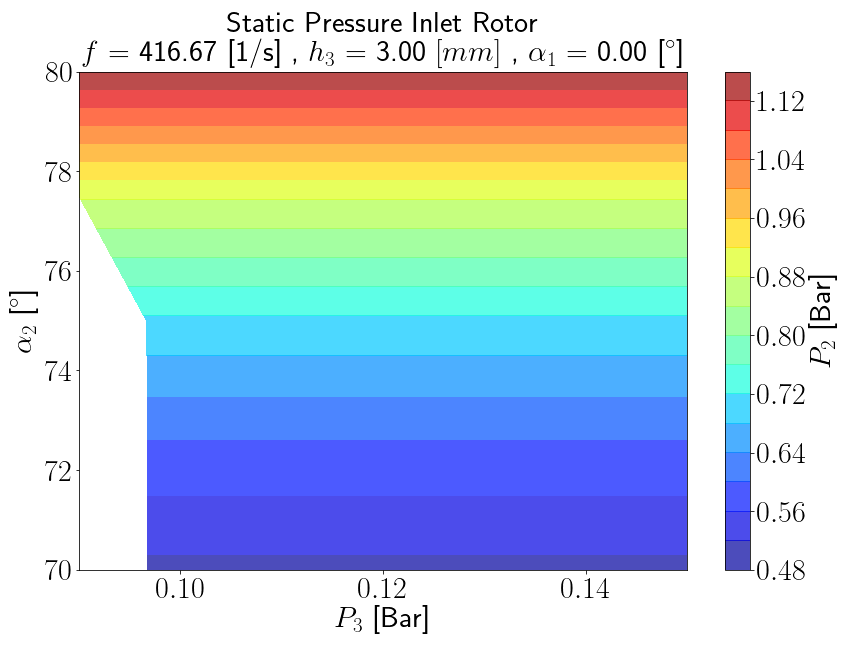 Static Pressure Inlet Rotor
f = 416.67 [1/s] , h₃ = 3.00 [mm] , α₁ = 0.00 [°]
80
78
76
74
72
70
α₂ [°]
0.10 0.12 0.14
P₃ [Bar]
1.12
1.04
0.96
0.88
0.80
0.72
0.64
0.56
0.48
P₂ [Bar]